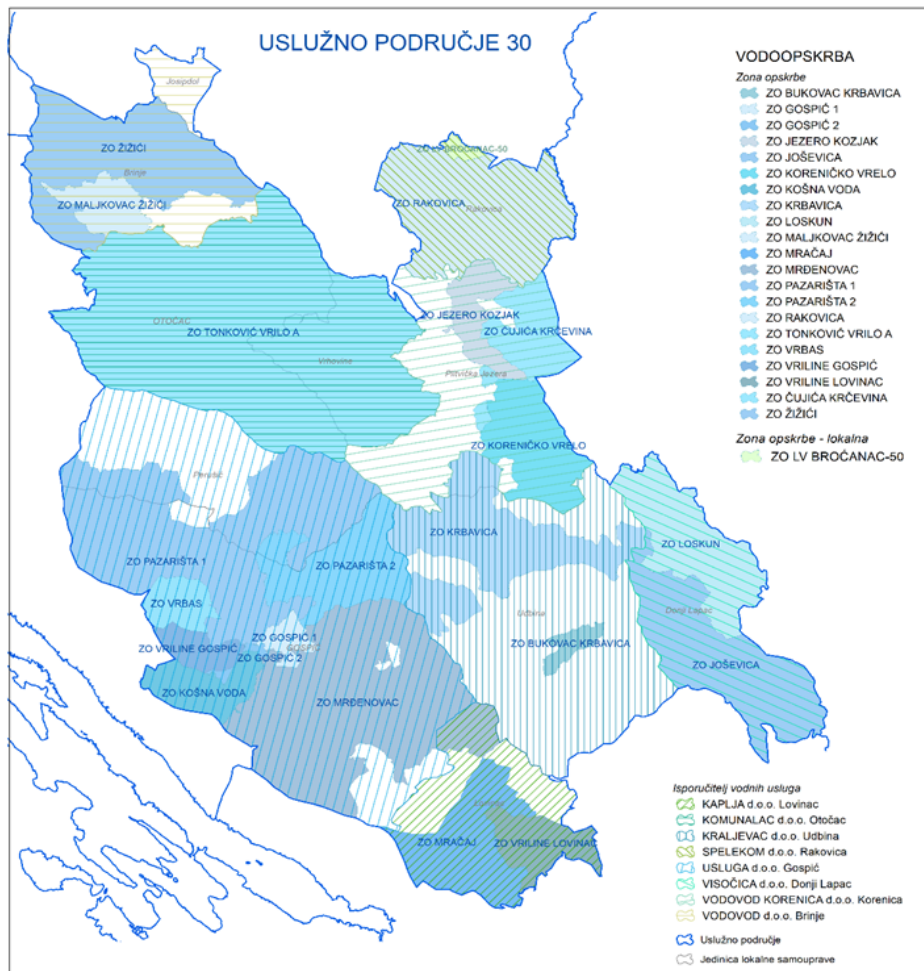 USLUŽNO PODRUČJE 30
Josipdol
ZO ŽIŽIĆI
Brinje
ZO MALJKOVAC ŽIŽIĆI
BROĆANAC-50
ZO RAKOVICA
Rakovica
ZO JEZERO KOZJAK
ZO ČUJIĆA KRČEVINA
OTOČAC
ZO TONKOVIĆ VRILO A
Vrhovine
Plitvička Jezera
ZO KORENIČKO VRELO
Perušić
ZO KRBAVICA
ZO LOSKUN
ZO PAZARIŠTA 1
ZO PAZARIŠTA 2
ZO VRBAS
Donji Lapac
Udbina
ZO GOSPIĆ 1
ZO VRILINE GOSPIĆ
GOSPIĆ
ZO GOSPIĆ 2
ZO BUKOVAC KRBAVICA
ZO KOŠNA VODA
ZO JOŠEVICA
ZO MRĐENOVAC
Lovinac
ZO MRAČAJ
ZO VRILINE LOVINAC
VODOOPSKRBA
Zona opskrbe
ZO BUKOVAC KRBAVICA
ZO GOSPIĆ 1
ZO GOSPIĆ 2
ZO JEZERO KOZJAK
ZO JOŠEVICA
ZO KORENIČKO VRELO
ZO KOŠNA VODA
ZO KRBAVICA
ZO LOSKUN
ZO MALJKOVAC ŽIŽIĆI
ZO MRAČAJ
ZO MRĐENOVAC
ZO PAZARIŠTA 1
ZO PAZARIŠTA 2
ZO RAKOVICA
ZO TONKOVIĆ VRILO A
ZO VRBAS
ZO VRILINE GOSPIĆ
ZO VRILINE LOVINAC
ZO ČUJIĆA KRČEVINA
ZO ŽIŽIĆI
Zona opskrbe - lokalna
ZO LV BROĆANAC-50
Isporučitelj vodnih usluga
KAPLJA d.o.o. Lovinac
KOMUNALAC d.o.o. Otočac
KRALJEVAC d.o.o. Udbina
SPELEKOM d.o.o. Rakovica
USLUGA d.o.o. Gospić
VISOČICA d.o.o. Donji Lapac
VODOVOD KORENICA d.o.o. Korenica
VODOVOD d.o.o. Brinje
Uslužno područje
Jedinica lokalne samouprave